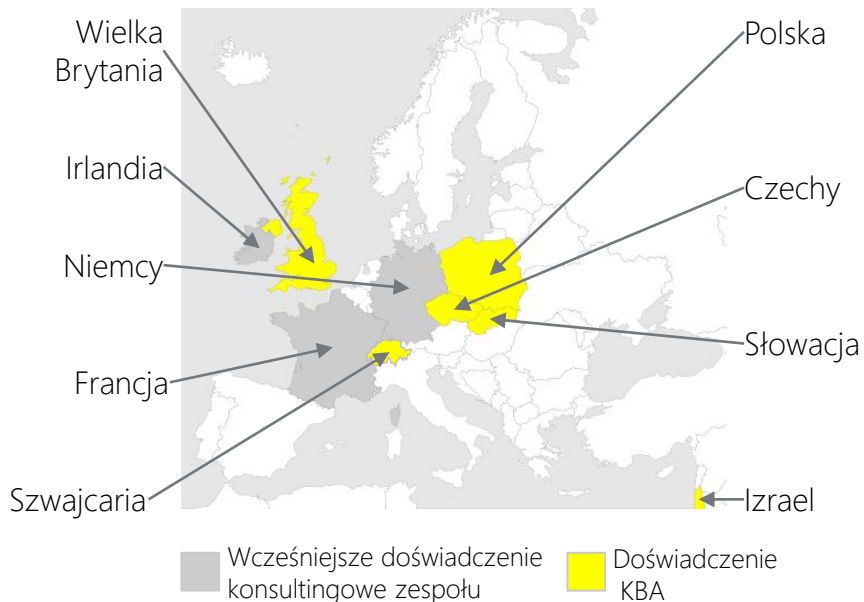 Wielka
Brytania
Irlandia
Niemcy
Francja
Szwajcaria
Polska
Czechy
Słowacja
Izrael
Wcześniejsze doświadczenie
konsultingowe zespołu
Doświadczenie
KBA